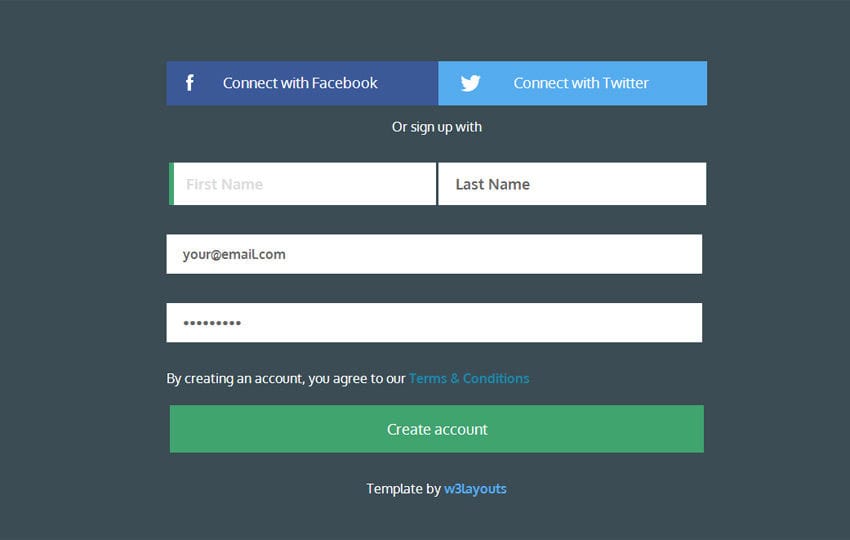 Connect with Facebook
Connect with Twitter
Or sign up with
First Name
Last Name
your@email.com
•••••••••
By creating an account, you agree to our Terms & Conditions
Create account
Template by w3layouts